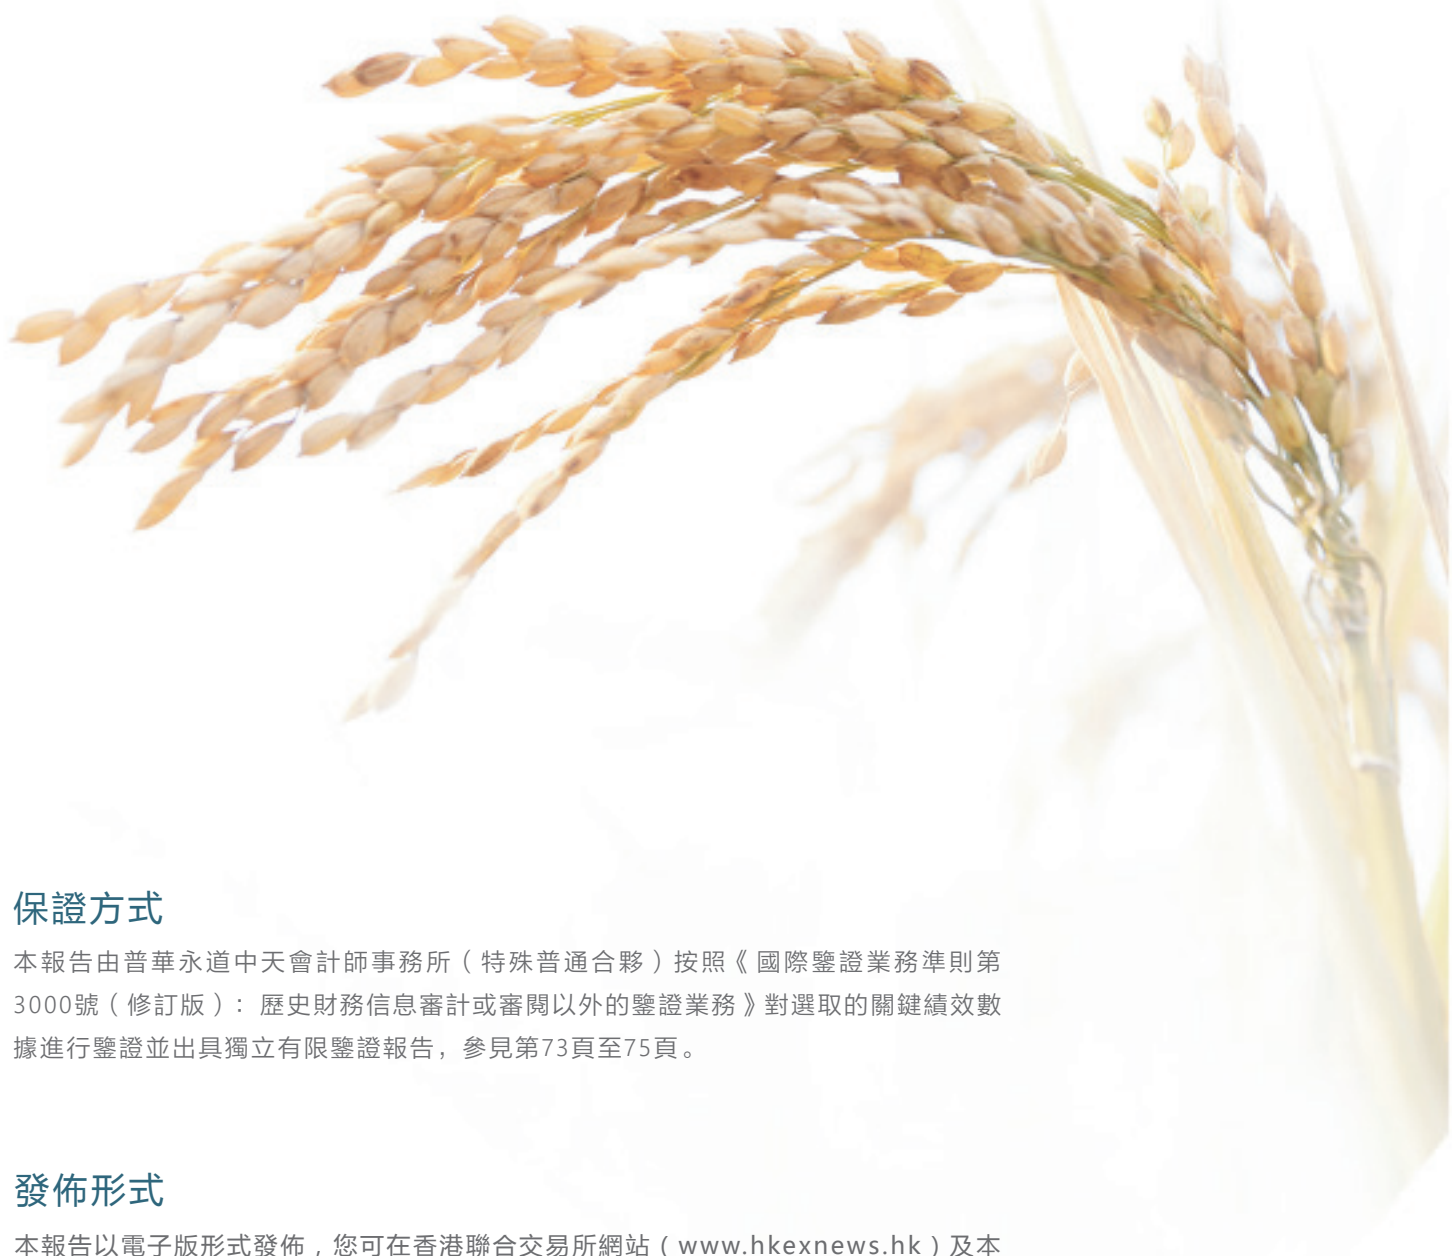 保證方式
本報告由普華永道中天會計師事務所（特殊普通合夥）按照《國際鑒證業務準則第
3000號（修訂版）：歷史財務信息審計或審閱以外的鑒證業務》對選取的關鍵績效數
據進行鑒證並出具獨立有限鑒證報告，參見第73頁至75頁。
發佈形式
本報告以電子版形式發佈，您可在香港聯合交易所網站（www.hkexnews.hk）及本